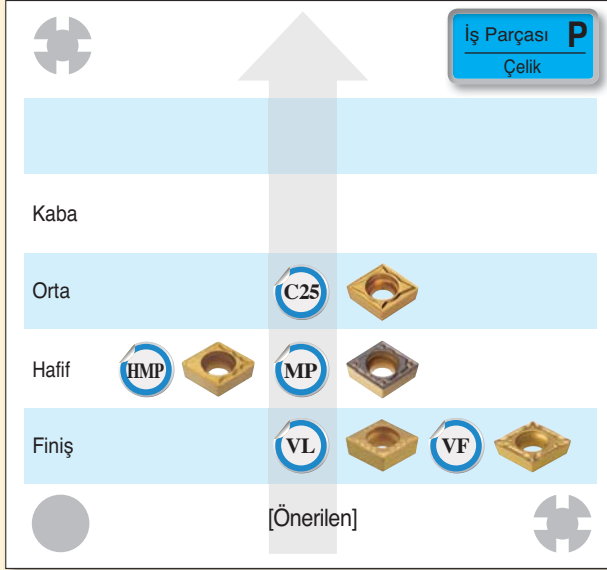 İş Parçası P
Çelik
Kaba
Orta C25
Hafif HMP MP
Finiş VL VF
[Önerilen]